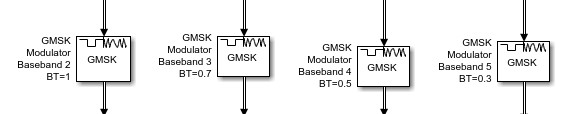 GMSK
Modulator
Baseband 2
BT=1
GMSK
GMSK
Modulator
Baseband 3
BT=0.7
GMSK
GMSK
Modulator
Baseband 4
BT=0.5
GMSK
GMSK
Modulator
Baseband 5
BT=0.3
GMSK